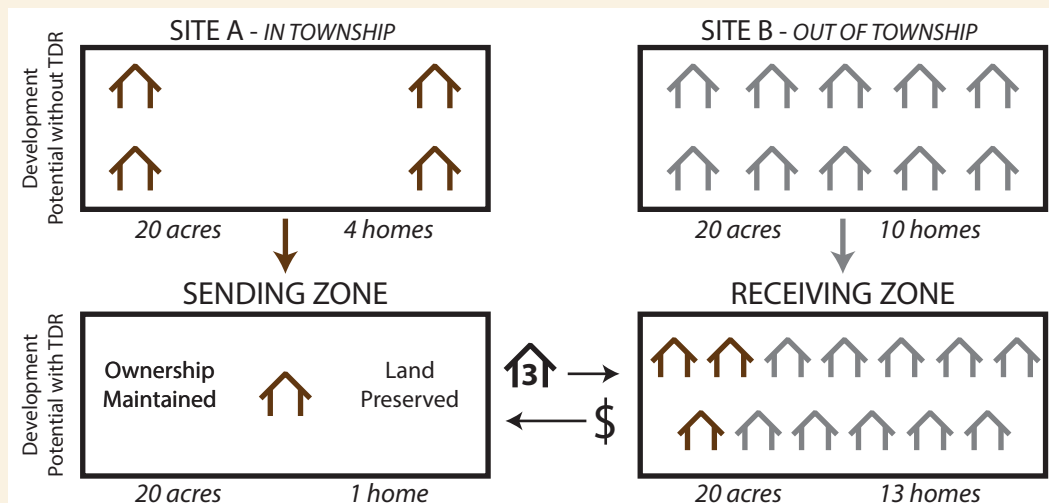 SITE A - IN TOWNSHIP
SITE B - OUT OF TOWNSHIP
Development
Potential without TDR
20 acres 4 homes
20 acres 10 homes
SENDING ZONE
RECEIVING ZONE
Development
Potential with TDR
Ownership
Maintained
Land
Preserved
3
$
20 acres 1 home
20 acres 13 homes